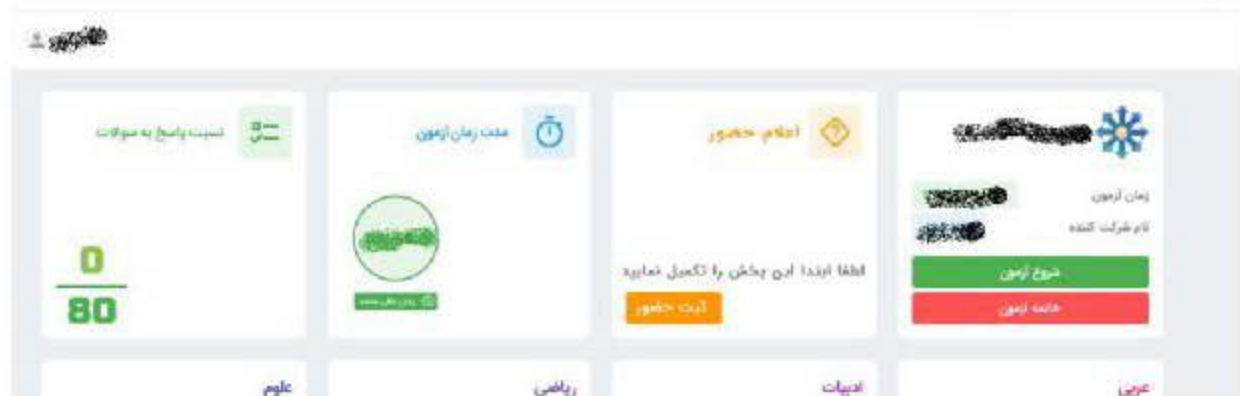 زمان آزمون
نام شرکت کننده
شروع آزمون
خاتمه آزمون
اعلام حضور
لطفا ابتدا این بخش را تکمیل نمایید
ثبت حضور
مدت زمان آزمون
نسبت پاسخ به سوالات
0
80
عربی
ادبیات
ریاضی
علوم